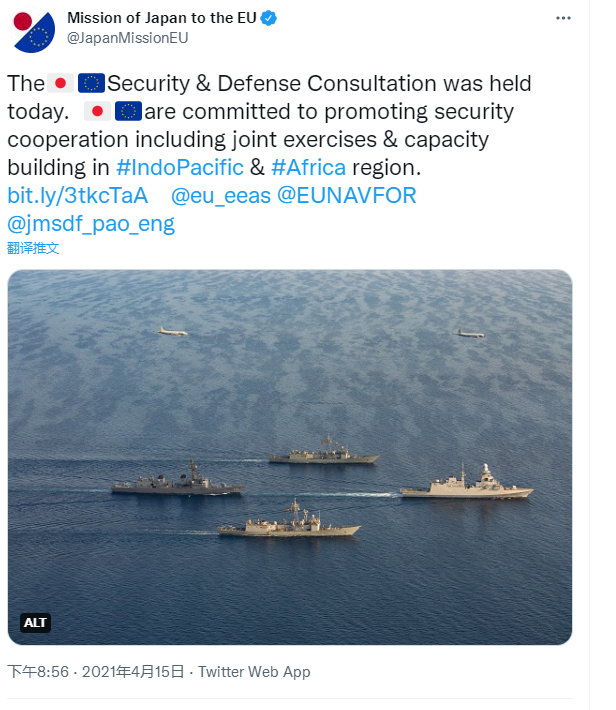 Mission of Japan to the EU
@JapanMissionEU
The🇯🇵🇪🇺Security & Defense Consultation was held
today. 🇯🇵🇪🇺are committed to promoting security
cooperation including joint exercises & capacity
building in #IndoPacific & #Africa region.
bit.ly/3tkcTaA @eu_eeas @EUNAVFOR
@jmsdf_pao_eng
翻译推文
ALT
下午8:56 · 2021年4月15日 · Twitter Web App